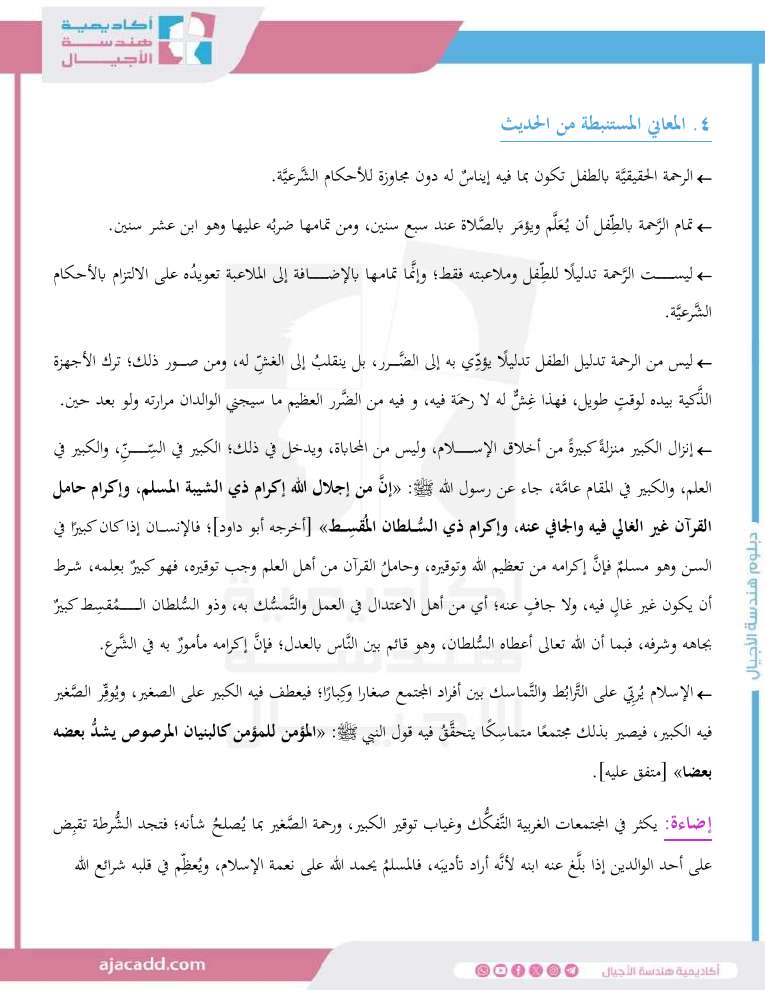 أكاديمية
هندسة
الأجيال
٤. المعاني المستنبطة من الحديث
← الرحمة الحقيقيَّة بالطفل تكون بما فيه إيناسٌ له دون مجاوزة للأحكام الشَّرعيَّة.
← تمام الرَّحمة بالطِّفل أن يُعَلَّم ويؤمَر بالصَّلاة عند سبع سنين، ومن تمامها ضربُه عليها وهو ابن عشر سنين.
← ليست الرَّحمة تدليلًا للطِّفل وملاعبته فقط؛ وإنَّما تمامها بالإضافة إلى الملاعبة تعويدُه على الالتزام بالأحكام
الشَّرعيَّة.
← ليس من الرحمة تدليل الطفل تدليلًا يؤدِّي به إلى الضَّرر، بل ينقلبُ إلى الغشّ له، ومن صور ذلك؛ ترك الأجهزة
الذَّكية بيده لوقتٍ طويل، فهذا غِشٌّ له لا رحمَة فيه، و فيه من الضَّرر العظيم ما سيجني الوالدان مرارته ولو بعد حين.
← إنزال الكبير منزلةً كبيرةً من أخلاق الإسلام، وليس من المحاباة، ويدخل في ذلك؛ الكبير في السِّنِّ، والكبير في
العلم، والكبير في المقام عامَّة، جاء عن رسول الله ﷺ: «إنَّ من إجلال الله إكرام ذي الشيبة المسلم، وإكرام حامل
القرآن غير الغالي فيه والجافي عنه، وإكرام ذي السُّلطان المُقسِط» [أخرجه أبو داود]؛ فالإنسان إذا كان كبيرًا في
السن وهو مسلمٌ فإنَّ إكرامه من تعظيم الله وتوقيره، وحاملُ القرآن من أهل العلم وجب توقيره، فهو كبيرٌ بعِلمه، شرط
أن يكون غير غالٍ فيه، ولا جافٍ عنه؛ أي من أهل الاعتدال في العمل والتَّمسُّك به، وذو السُّلطان المُقسِط كبيرٌ
بجاهه وشرفه، فبما أن الله تعالى أعطاه السُّلطان، وهو قائم بين النَّاس بالعدل؛ فإنَّ إكرامه مأمورٌ به في الشَّرع.
← الإسلام يُربّي على التَّرابُط والتَّماسك بين أفراد المجتمع صغارا وكِبارًا؛ فيعطف فيه الكبير على الصغير، ويُوقِّر الصَّغير
فيه الكبير، فيصير بذلك مجتمعًا متماسِكًا يتحقَّقُ فيه قول النبي ﷺ: «المؤمن للمؤمن كالبنيان المرصوص يشدُّ بعضه
بعضا» [متفق عليه].
إضاءة: يكثر في المجتمعات الغربية التَّفكُّك وغياب توقير الكبير، ورحمة الصَّغير بما يُصلحُ شأنه؛ فتجد الشُّرطة تقبِض
على أحد الوالدين إذا بلَّغ عنه ابنه لأنَّه أراد تأديبَه، فالمسلمُ يحمد الله على نعمة الإسلام، ويُعظِّم في قلبه شرائع الله
دبلوم هندسة الأجيال
أكاديمية
هندسة
الأجيال
ajacadd.com
أكاديمية هندسة الأجيال